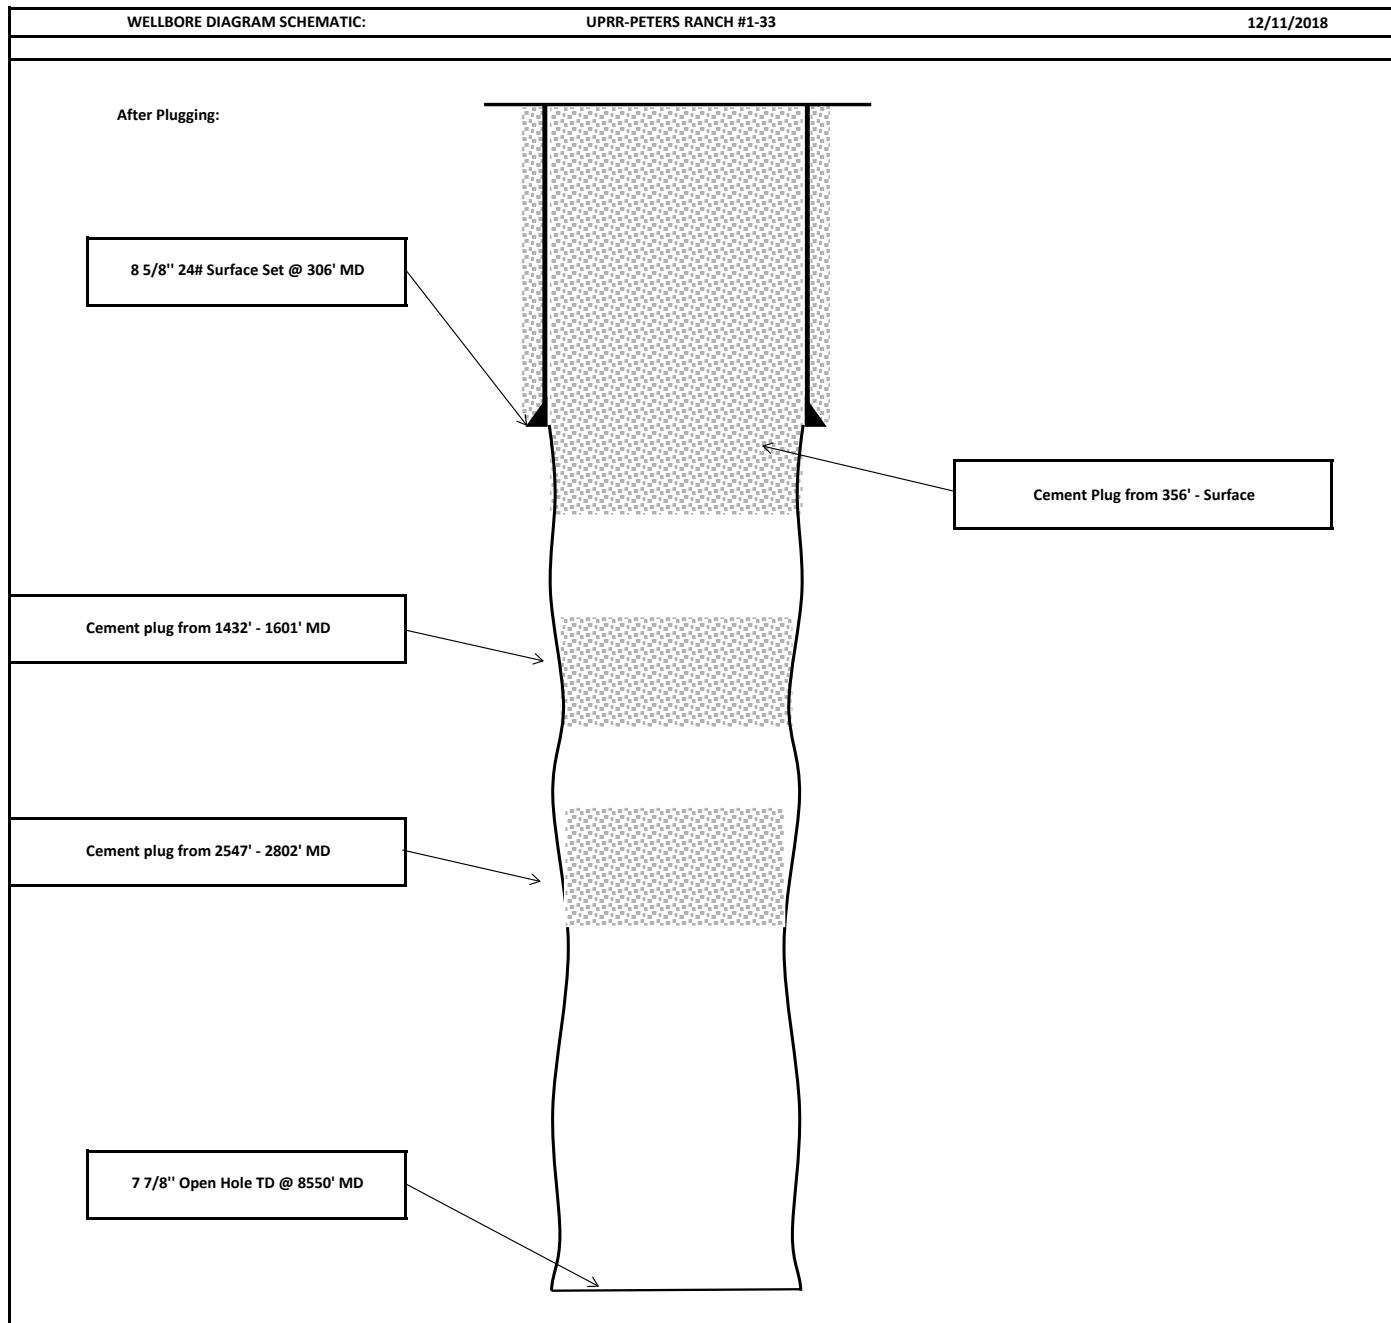 WELLBORE DIAGRAM SCHEMATIC: UPRR-PETERS RANCH #1-33 12/11/2018
After Plugging:
8 5/8'' 24# Surface Set @ 306' MD
Cement Plug from 356' - Surface
Cement plug from 1432' - 1601' MD
Cement plug from 2547' - 2802' MD
7 7/8'' Open Hole TD @ 8550' MD